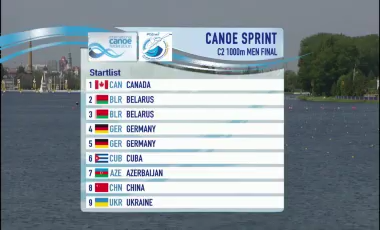 canoe
CANOE SPRINT
C2 1000m MEN FINAL
Startlist
1 CAN CANADA
2 BLR BELARUS
3 BLR BELARUS
4 GER GERMANY
5 GER GERMANY
6 CUB CUBA
7 AZE AZERBAIJAN
8 CHN CHINA
9 UKR UKRAINE